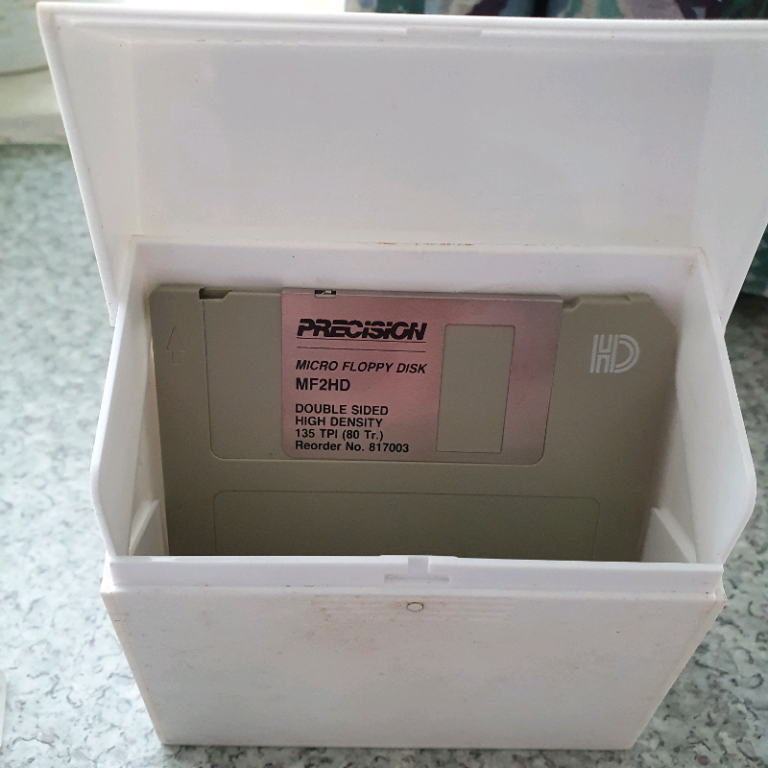 PRECISION
HD
MICRO FLOPPY DISK
MF2HD
DOUBLE SIDED
HIGH DENSITY
135 TPI (80 Tr.)
Reorder No. 817003